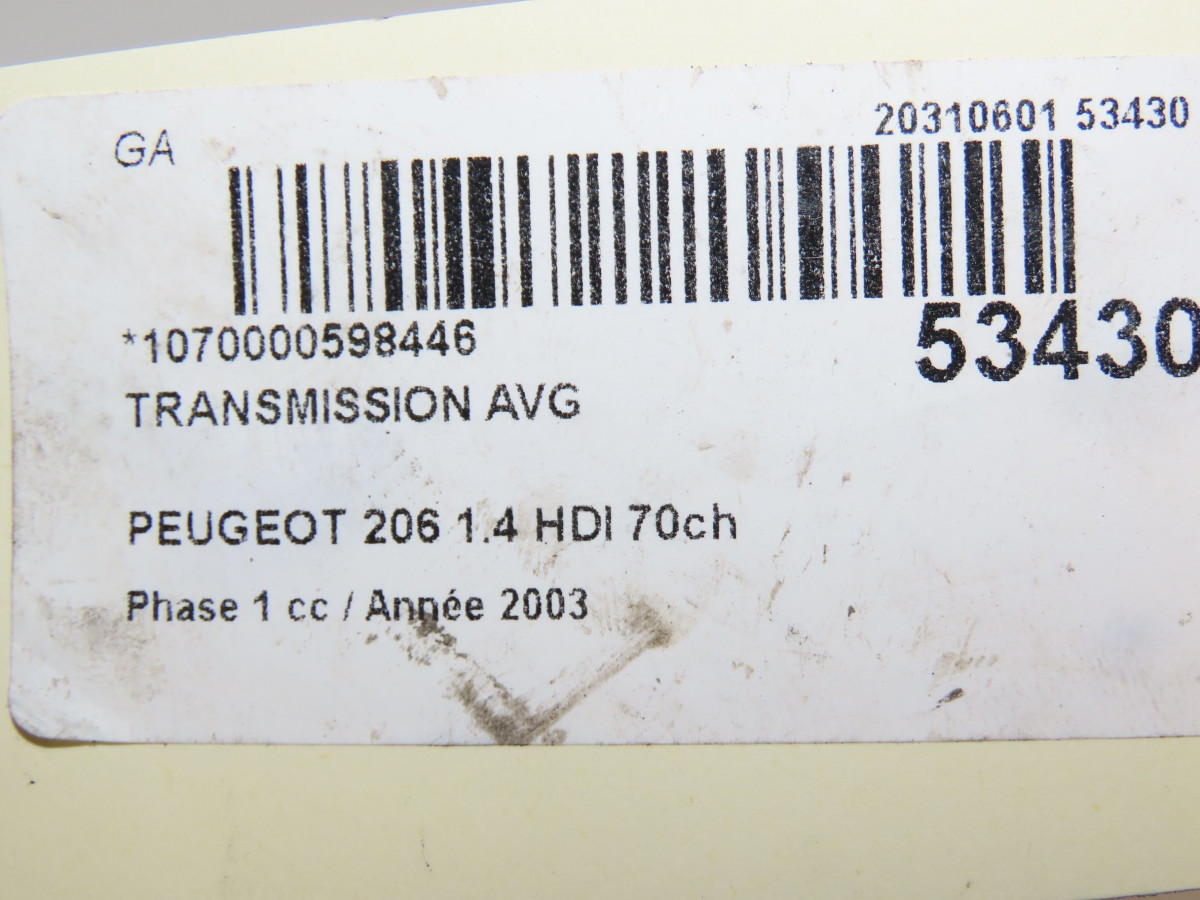 GA
20310601 53430
*1070000598446
53430
TRANSMISSION AVG
PEUGEOT 206 1.4 HDI 70ch
Phase 1 cc / Année 2003